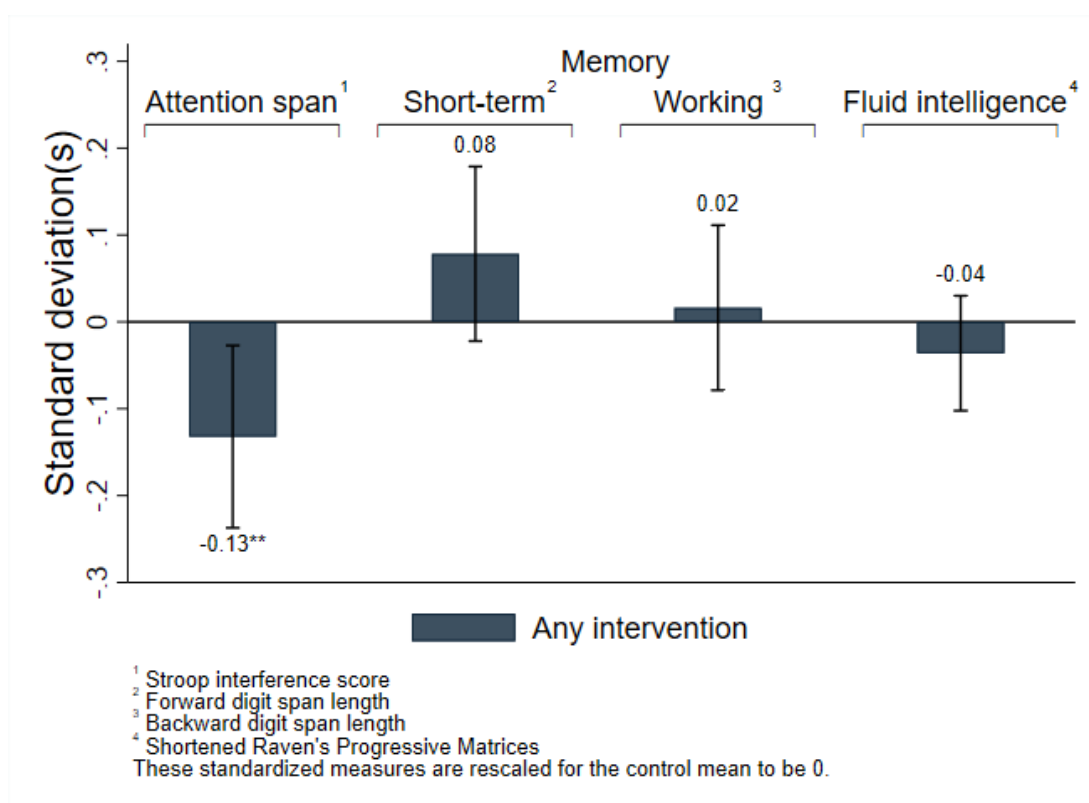 Memory
Attention span¹ Short-term² Working ³ Fluid intelligence⁴
.3
.2
.1
0
-.1
-.2
-.3
Standard deviation(s)
0.08
0.02
-0.04
-0.13**
Any intervention
¹ Stroop interference score
² Forward digit span length
³ Backward digit span length
⁴ Shortened Raven's Progressive Matrices
These standardized measures are rescaled for the control mean to be 0.